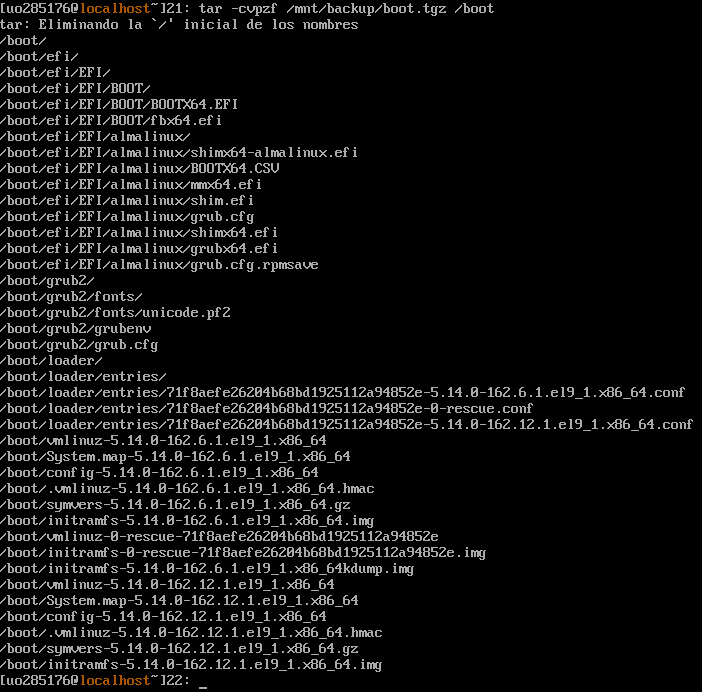 [uo285176@localhost~]21: tar -cvpzf /mnt/backup/boot.tgz /boot
tar: Eliminando la `/' inicial de los nombres
/boot/
/boot/efi/
/boot/efi/EFI/
/boot/efi/EFI/BOOT/
/boot/efi/EFI/BOOT/BOOTX64.EFI
/boot/efi/EFI/BOOT/fbx64.efi
/boot/efi/EFI/almalinux/
/boot/efi/EFI/almalinux/shimx64-almalinux.efi
/boot/efi/EFI/almalinux/BOOTX64.CSV
/boot/efi/EFI/almalinux/mmx64.efi
/boot/efi/EFI/almalinux/shim.efi
/boot/efi/EFI/almalinux/grub.cfg
/boot/efi/EFI/almalinux/shimx64.efi
/boot/efi/EFI/almalinux/grubx64.efi
/boot/efi/EFI/almalinux/grub.cfg.rpmsave
/boot/grub2/
/boot/grub2/fonts/
/boot/grub2/fonts/unicode.pf2
/boot/grub2/grubenv
/boot/grub2/grub.cfg
/boot/loader/
/boot/loader/entries/
/boot/loader/entries/71f8aefe26204b68bd1925112a94852e-5.14.0-162.6.1.el9_1.x86_64.conf
/boot/loader/entries/71f8aefe26204b68bd1925112a94852e-0-rescue.conf
/boot/loader/entries/71f8aefe26204b68bd1925112a94852e-5.14.0-162.12.1.el9_1.x86_64.conf
/boot/vmlinuz-5.14.0-162.6.1.el9_1.x86_64
/boot/System.map-5.14.0-162.6.1.el9_1.x86_64
/boot/config-5.14.0-162.6.1.el9_1.x86_64
/boot/.vmlinuz-5.14.0-162.6.1.el9_1.x86_64.hmac
/boot/symvers-5.14.0-162.6.1.el9_1.x86_64.gz
/boot/initramfs-5.14.0-162.6.1.el9_1.x86_64.img
/boot/vmlinuz-0-rescue-71f8aefe26204b68bd1925112a94852e
/boot/initramfs-0-rescue-71f8aefe26204b68bd1925112a94852e.img
/boot/initramfs-5.14.0-162.6.1.el9_1.x86_64kdump.img
/boot/vmlinuz-5.14.0-162.12.1.el9_1.x86_64
/boot/System.map-5.14.0-162.12.1.el9_1.x86_64
/boot/config-5.14.0-162.12.1.el9_1.x86_64
/boot/.vmlinuz-5.14.0-162.12.1.el9_1.x86_64.hmac
/boot/symvers-5.14.0-162.12.1.el9_1.x86_64.gz
/boot/initramfs-5.14.0-162.12.1.el9_1.x86_64.img
[uo285176@localhost~]22: _